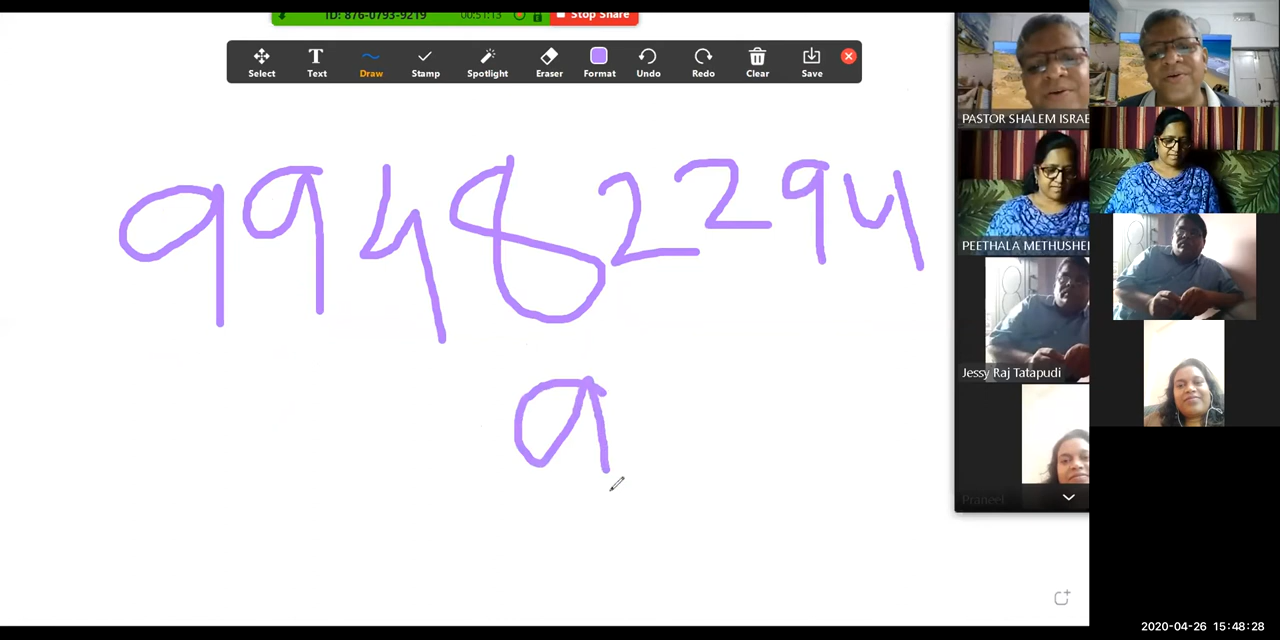 ID: 876-0793-9219 00:51:13 Stop Share
Select Text Draw Stamp Spotlight Eraser Format Undo Redo Clear Save
PASTOR SHALEM ISRAE
99482294
9
PEETHALA METHUSHE
Jessy Raj Tatapudi
Praneel
2020-04-26 15:48:28